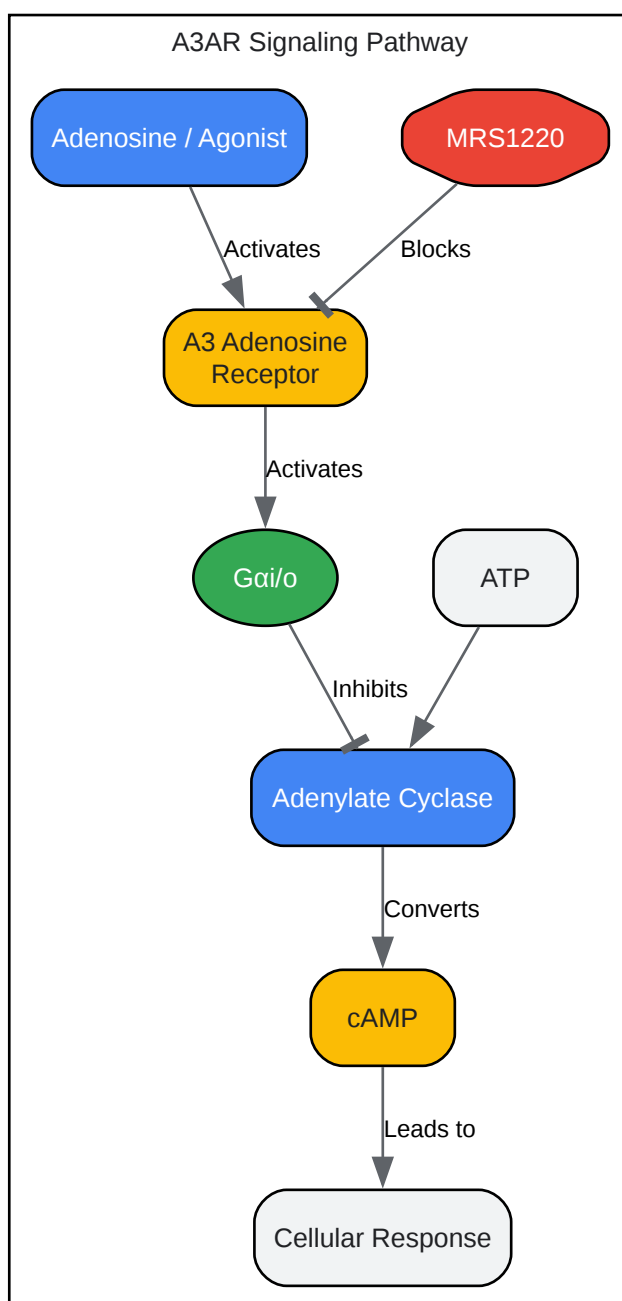 A3AR Signaling Pathway
Adenosine / Agonist
MRS1220
Activates
Blocks
A3 Adenosine
Receptor
Activates
Gαi/o
ATP
Inhibits
Adenylate Cyclase
Converts
cAMP
Leads to
Cellular Response